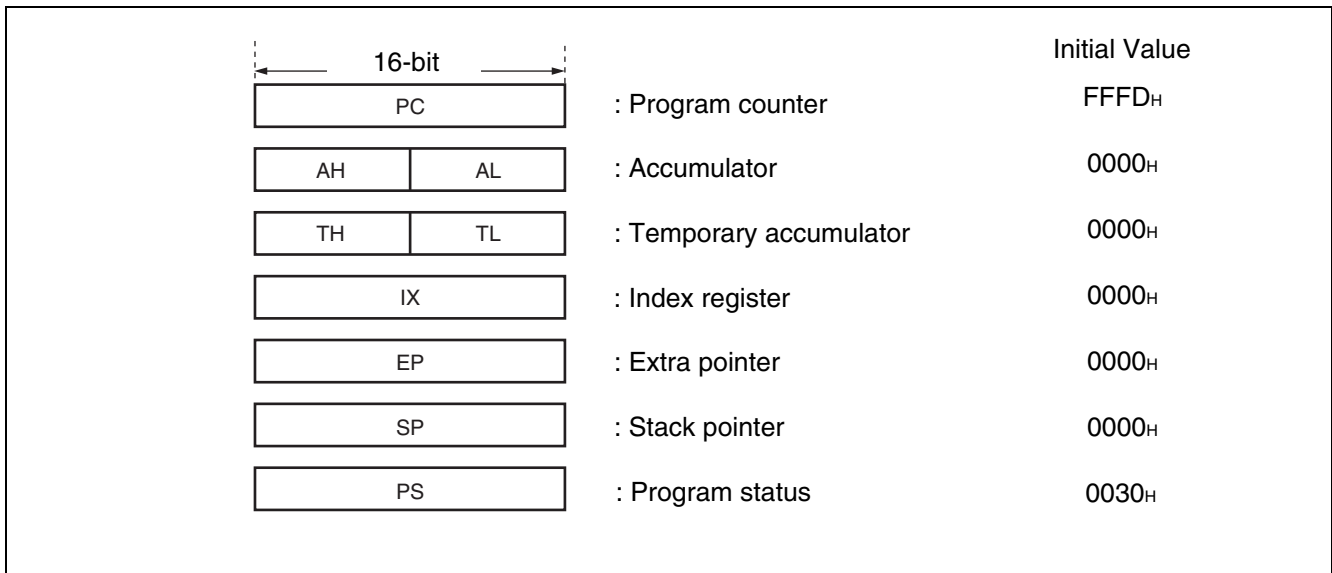 16-bit Initial Value
PC : Program counter FFFDH
AH AL : Accumulator 0000H
TH TL : Temporary accumulator 0000H
IX : Index register 0000H
EP : Extra pointer 0000H
SP : Stack pointer 0000H
PS : Program status 0030H